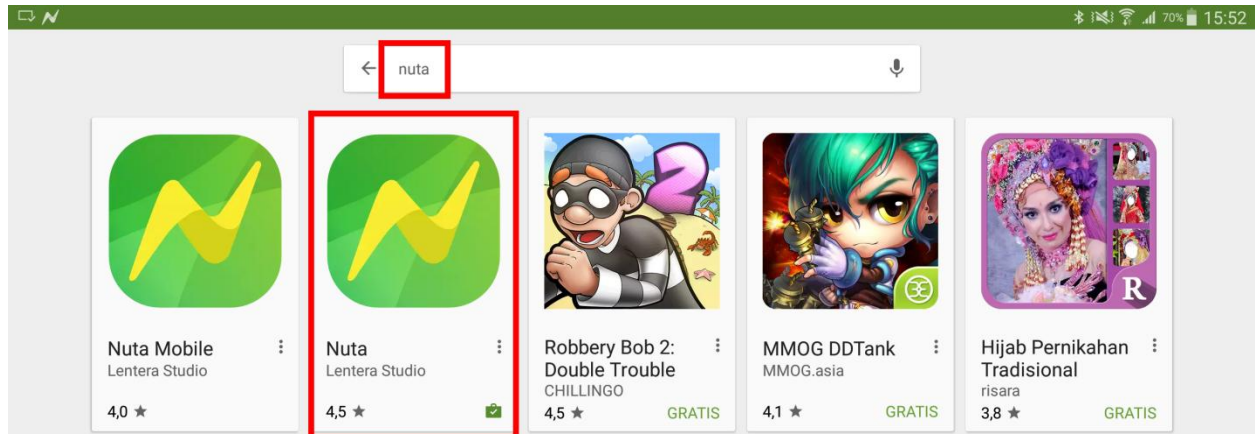 70% 15:52
nuta
Nuta Mobile
Lentera Studio
4,0
Nuta
Lentera Studio
4,5
2
Robbery Bob 2:
Double Trouble
CHILLINGO
4,5 GRATIS
MMOG DDTank
MMOG.asia
4,1 GRATIS
R
Hijab Pernikahan
Tradisional
risara
3,8 GRATIS